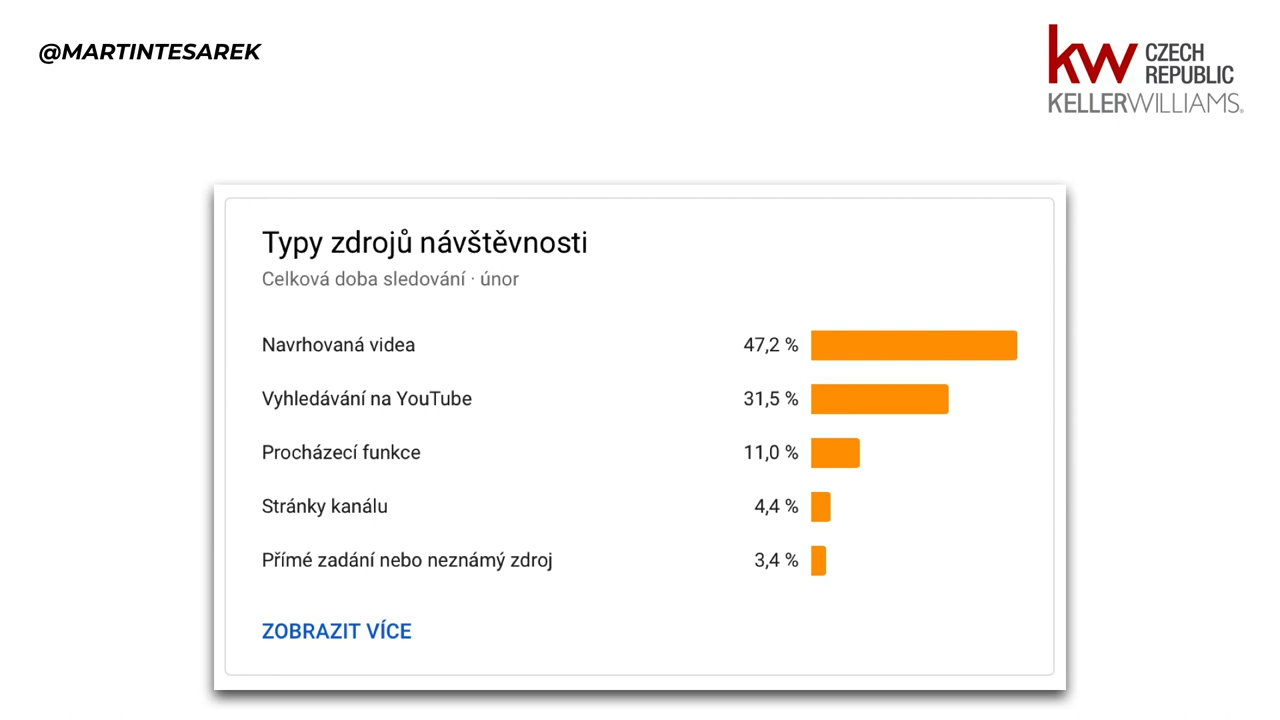 @MARTINTESAREK
kw CZECH
REPUBLIC
KELLERWILLIAMS®
Typy zdrojů návštěvnosti
Celková doba sledování · únor
Navrhovaná videa 47,2 %
Vyhledávání na YouTube 31,5 %
Procházecí funkce 11,0 %
Stránky kanálu 4,4 %
Přímé zadání nebo neznámý zdroj 3,4 %
ZOBRAZIT VÍCE